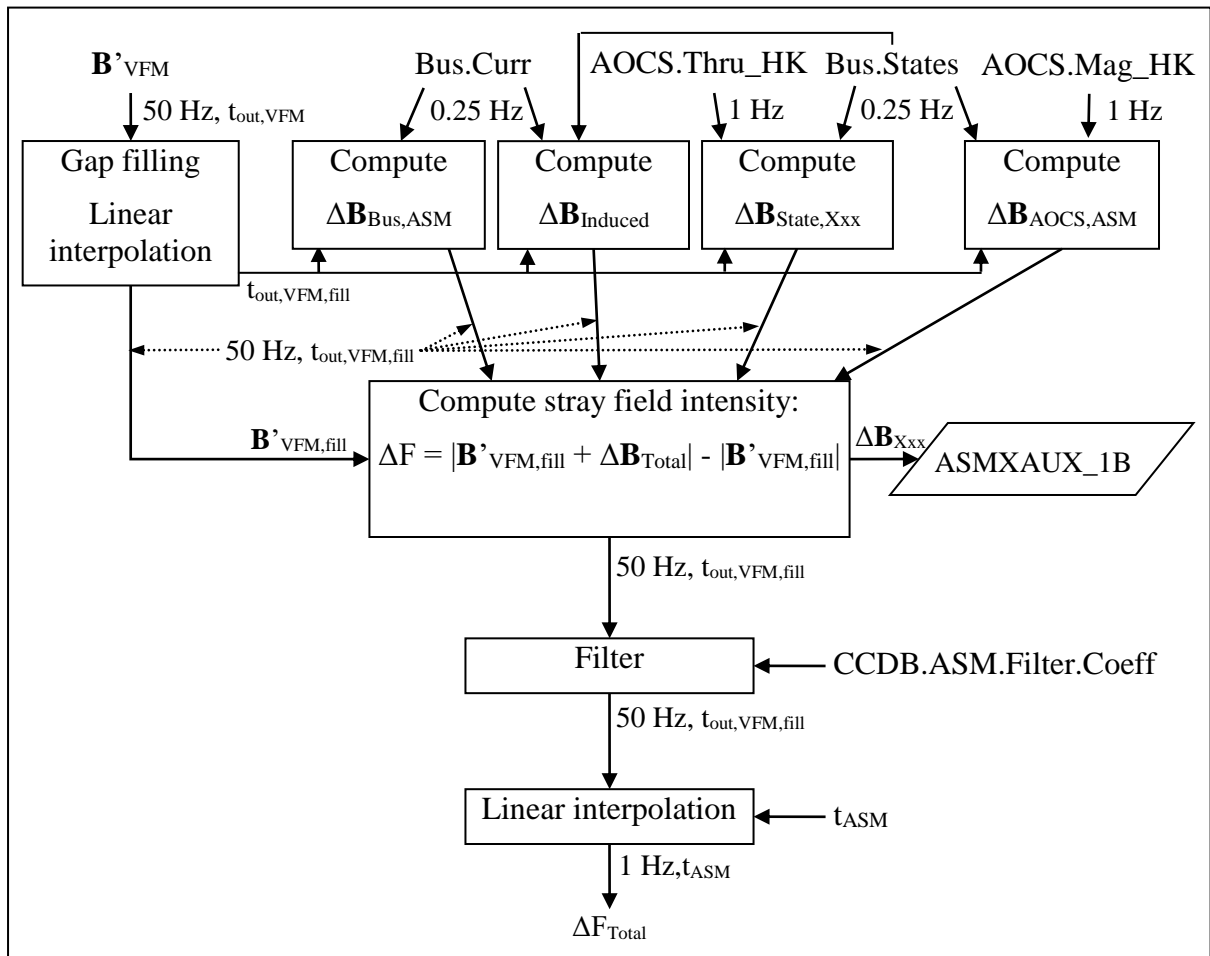 B'VFM Bus.Curr AOCS.Thru_HK Bus.States AOCS.Mag_HK
50 Hz, tout,VFM 0.25 Hz 1 Hz 0.25 Hz 1 Hz
Gap filling
Linear
interpolation
Compute
ΔBBus,ASM
Compute
ΔBInduced
Compute
ΔBState,Xxx
Compute
ΔBAOCS,ASM
tout,VFM,fill
50 Hz, tout,VFM,fill
Compute stray field intensity:
B'VFM,fill
ΔF = |B'VFM,fill + ΔBTotal| - |B'VFM,fill|
ΔBXxx
ASMXAUX_1B
50 Hz, tout,VFM,fill
Filter
CCDB.ASM.Filter.Coeff
50 Hz, tout,VFM,fill
Linear interpolation
tASM
1 Hz,tASM
ΔFTotal